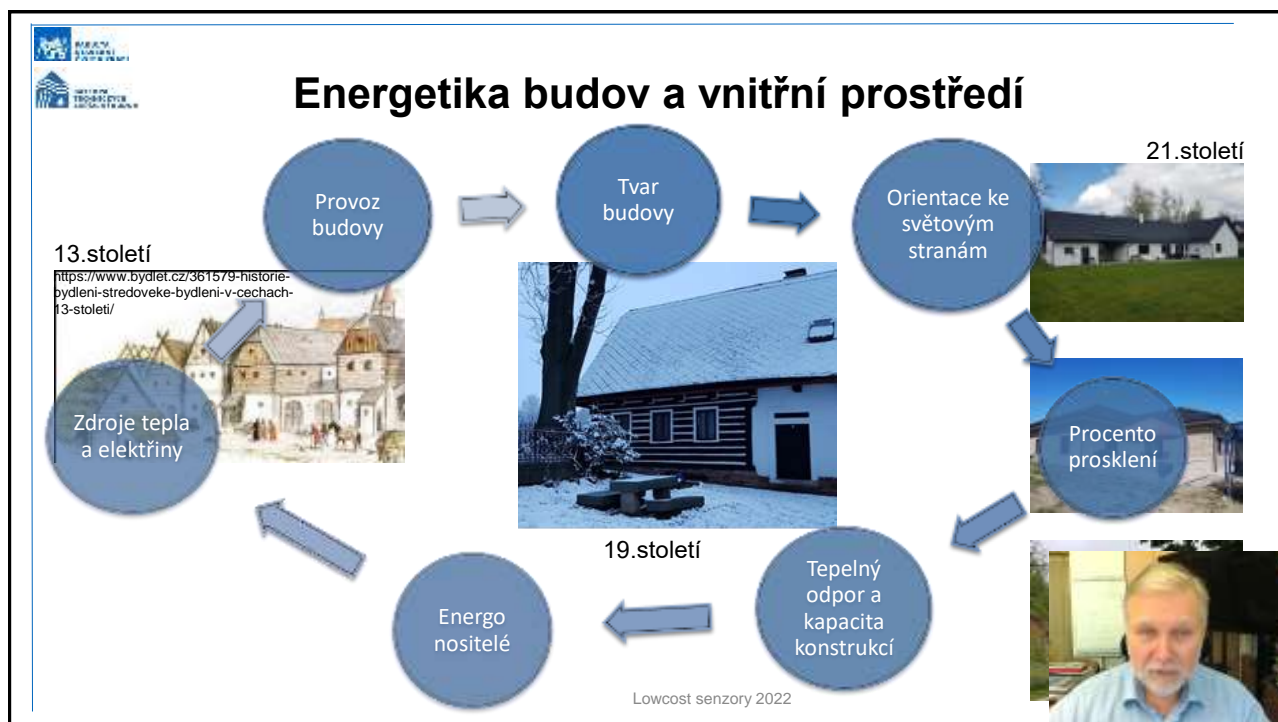 Energetika budov a vnitřní prostředí
Provoz
budovy
Tvar
budovy
Orientace ke
světovým
stranám
21.století
13.století
https://www.bydlet.cz/361579-historie-
bydleni-stredoveke-bydleni-v-cechach-
13-stoleti/
Zdroje tepla
a elektřiny
Procento
prosklení
19.století
Tepelný
odpor a
kapacita
konstrukcí
Energo
nositelé
Lowcost senzory 2022